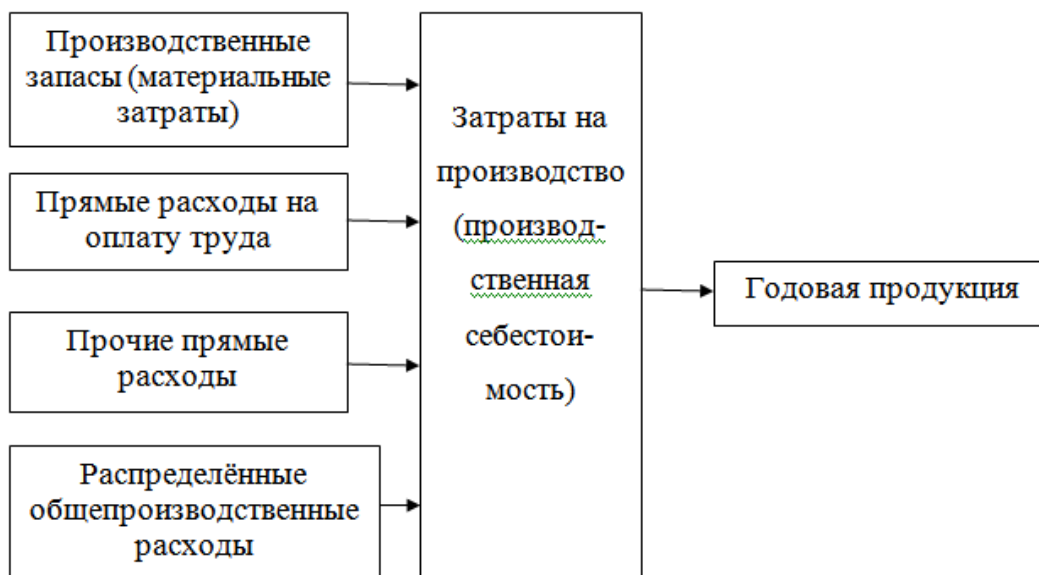 Производственные
запасы (материальные
затраты)
Прямые расходы на
оплату труда
Прочие прямые
расходы
Распределённые
общепроизводственные
расходы
Затраты на
производство
(производ-
ственная
себестои-
мость)
Годовая продукция